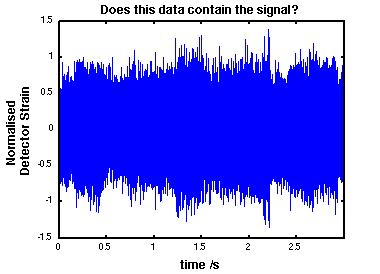 Does this data contain the signal?
1.5
1
0.5
0
-0.5
-1
-1.5
Normalised
Detector Strain
0 0.5 1 1.5 2 2.5
time /s